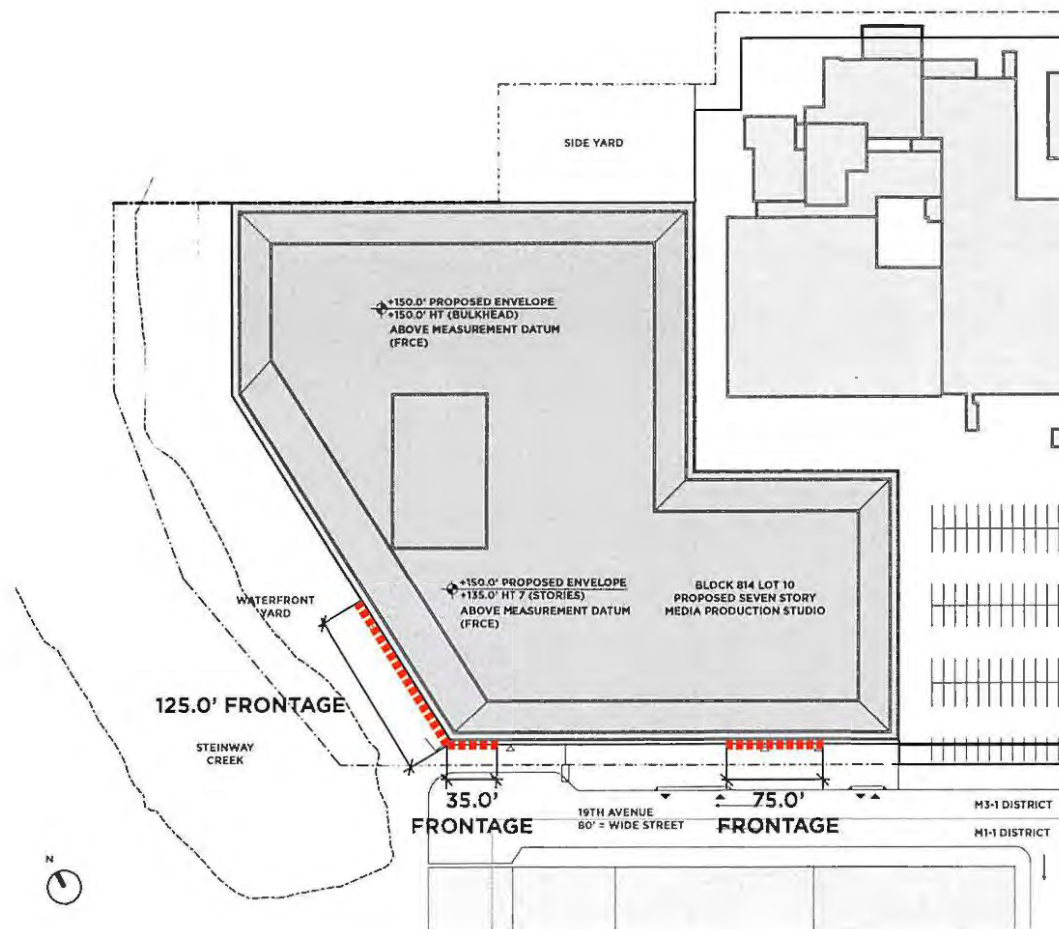 SIDE YARD
+150.0' PROPOSED ENVELOPE
+150.0' HT (BULKHEAD)
ABOVE MEASUREMENT DATUM
(FRCE)
+150.0' PROPOSED ENVELOPE
+135.0' HT 7 (STORIES)
ABOVE MEASUREMENT DATUM
(FRCE)
BLOCK 814 LOT 10
PROPOSED SEVEN STORY
MEDIA PRODUCTION STUDIO
WATERFRONT
YARD
125.0' FRONTAGE
STEINWAY
CREEK
35.0'
FRONTAGE
19TH AVENUE
80' = WIDE STREET
75.0'
FRONTAGE
M3-1 DISTRICT
M1-1 DISTRICT
N